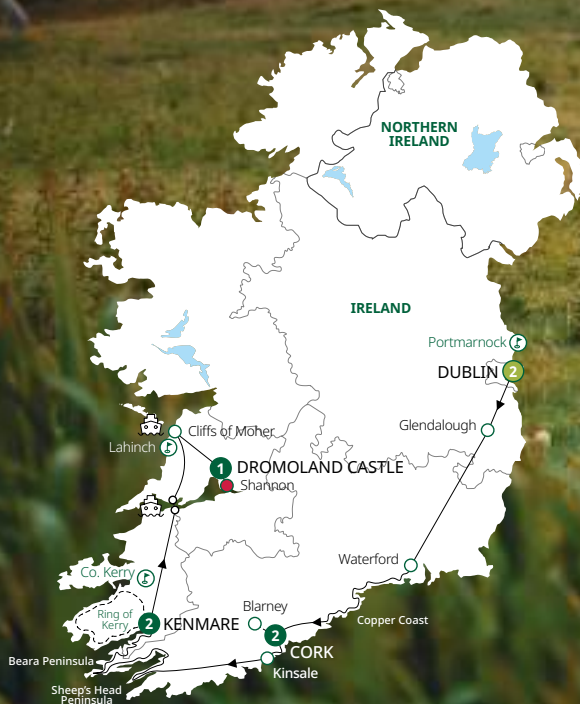 NORTHERN
IRELAND
IRELAND
Portmarnock
DUBLIN 2
Glendalough
Cliffs of Moher
Lahinch
1 DROMOLAND CASTLE
Shannon
Waterford
Co. Kerry
Blarney
Ring of
Kerry
2 KENMARE
Copper Coast
2
CORK
Beara Peninsula
Kinsale
Sheep's Head
Peninsula